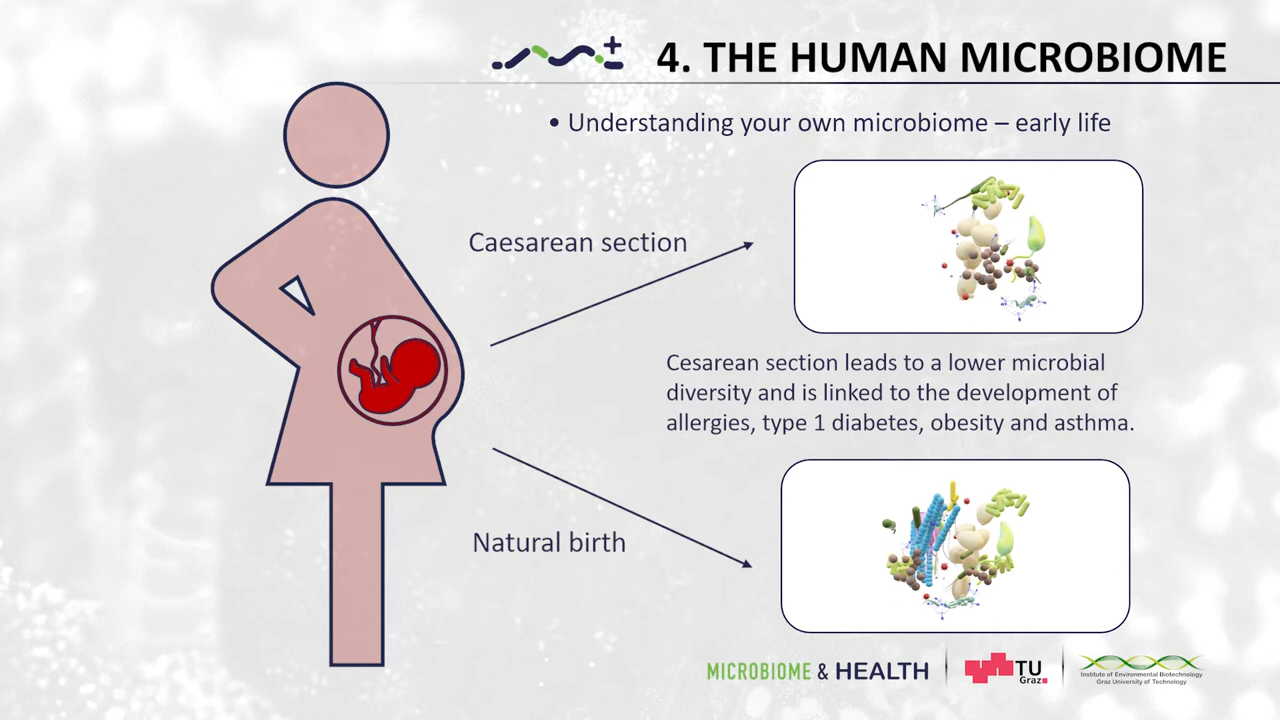 4. THE HUMAN MICROBIOME
• Understanding your own microbiome – early life
Caesarean section
Cesarean section leads to a lower microbial
diversity and is linked to the development of
allergies, type 1 diabetes, obesity and asthma.
Natural birth
MICROBIOME & HEALTH
TU
Graz
Institute of Environmental Biotechnology
Graz University of Technology